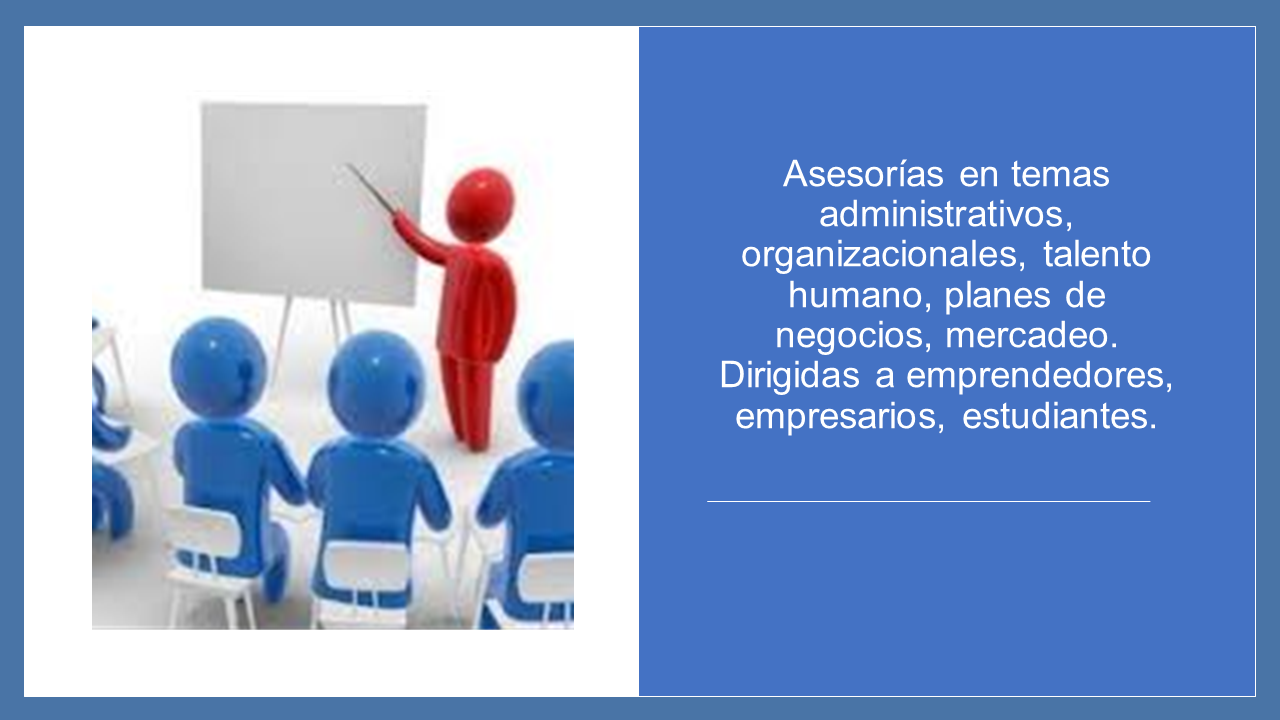 Asesorías en temas
administrativos,
organizacionales, talento
humano, planes de
negocios, mercadeo.
Dirigidas a emprendedores,
empresarios, estudiantes.